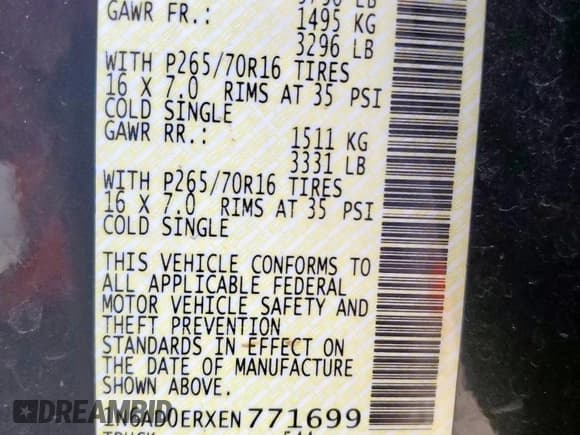 GAWR FR.: 1495 KG
3296 LB
WITH P265/70R16 TIRES
16 X 7.0 RIMS AT 35 PSI
COLD SINGLE
GAWR RR.: 1511 KG
3331 LB
WITH P265/70R16 TIRES
16 X 7.0 RIMS AT 35 PSI
COLD SINGLE
THIS VEHICLE CONFORMS TO
ALL APPLICABLE FEDERAL
MOTOR VEHICLE SAFETY AND
THEFT PREVENTION
STANDARDS IN EFFECT ON
THE DATE OF MANUFACTURE
SHOWN ABOVE.
1N6AD0ERXEN771699
DREAMBID